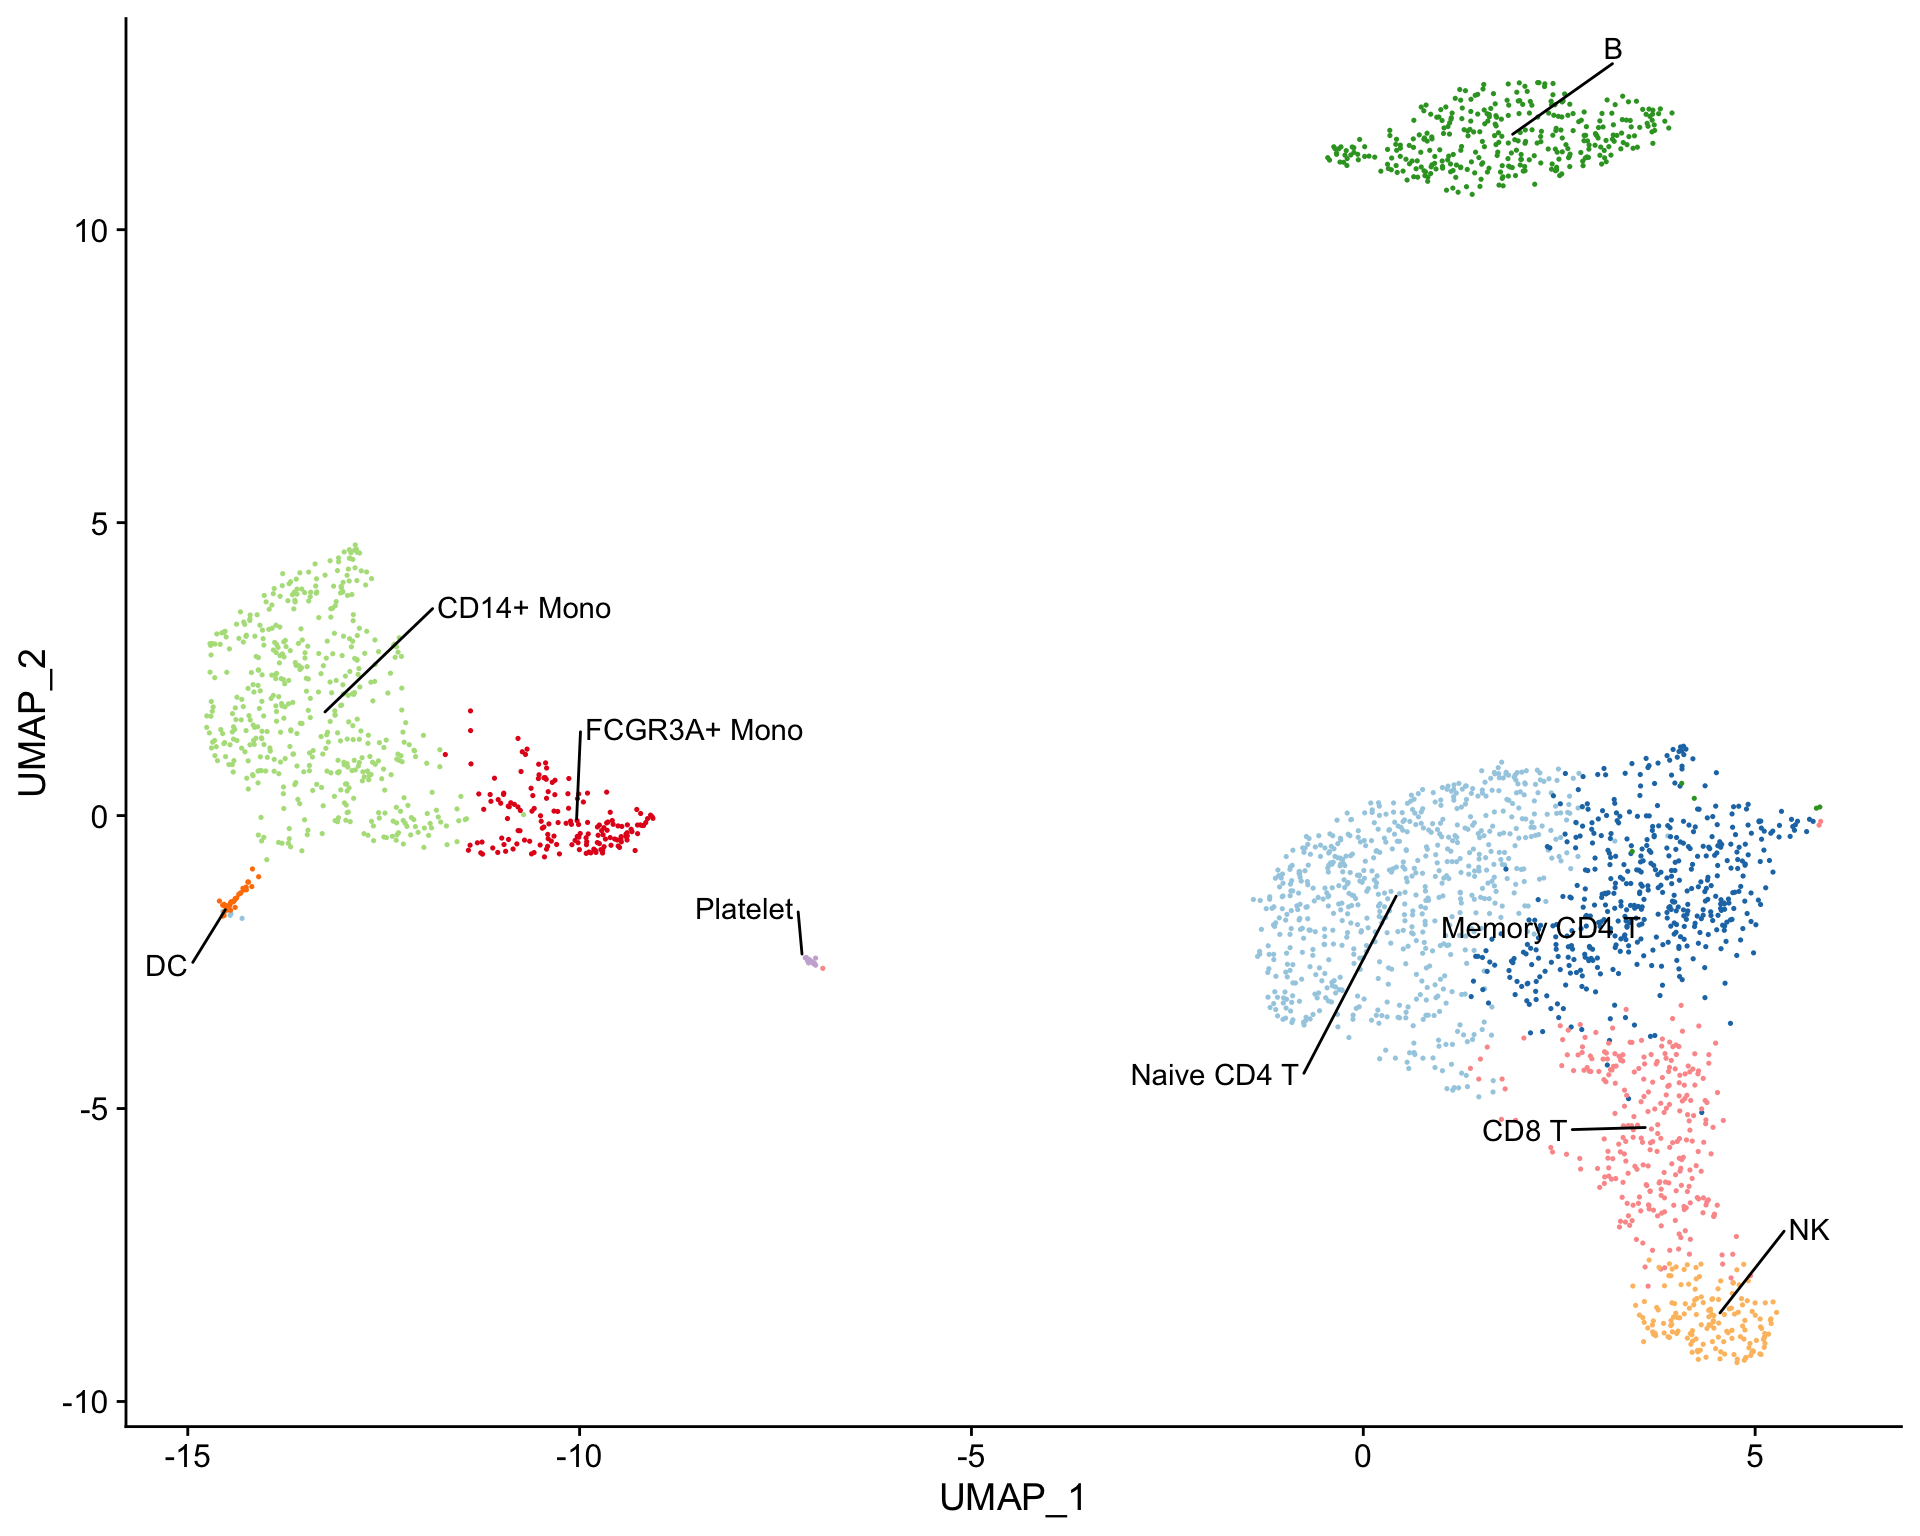 B
10
5
CD14+ Mono
FCGR3A+ Mono
UMAP_2
0
Platelet
Memory CD4 T
DC
Naive CD4 T
-5
CD8 T
NK
-10
-15
-10
-5
0
5
UMAP_1